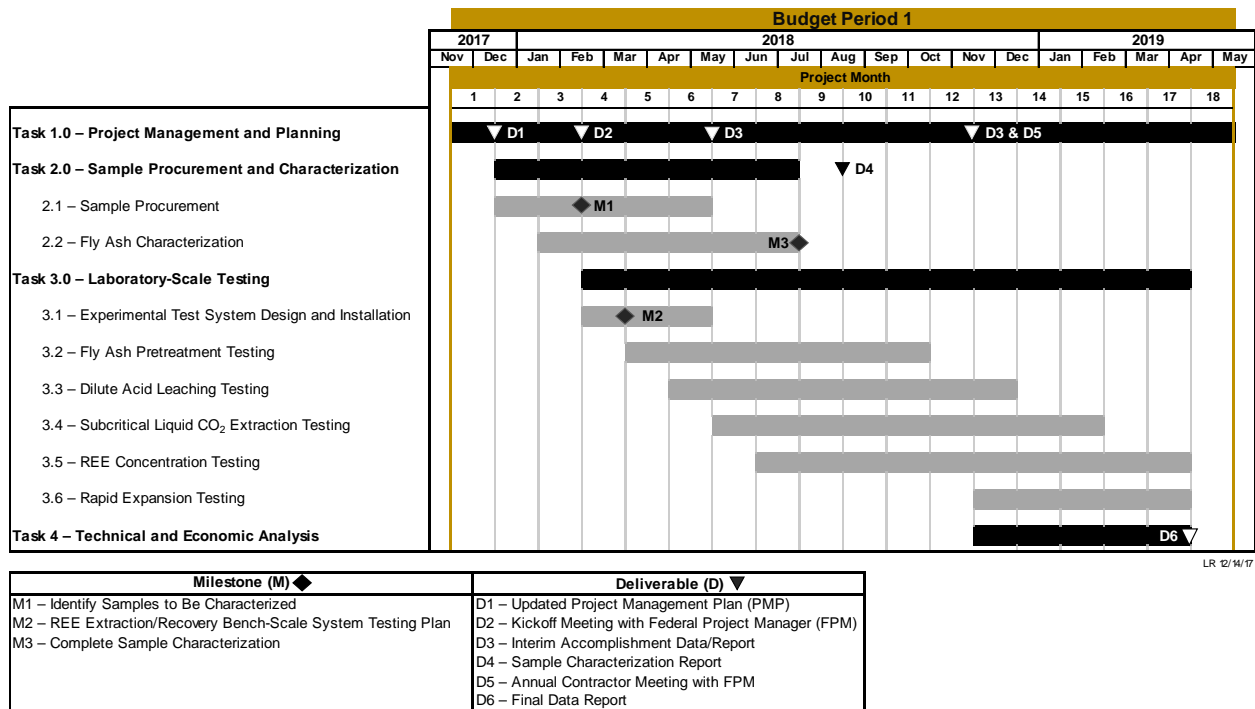 Budget Period 1
2017 2018 2019
Nov Dec Jan Feb Mar Apr May Jun Jul Aug Sep Oct Nov Dec Jan Feb Mar Apr May
Project Month
1 2 3 4 5 6 7 8 9 10 11 12 13 14 15 16 17 18
Task 1.0 – Project Management and Planning D1 D2 D3 D3 & D5
Task 2.0 – Sample Procurement and Characterization D4
2.1 – Sample Procurement M1
2.2 – Fly Ash Characterization M3
Task 3.0 – Laboratory-Scale Testing
3.1 – Experimental Test System Design and Installation M2
3.2 – Fly Ash Pretreatment Testing
3.3 – Dilute Acid Leaching Testing
3.4 – Subcritical Liquid CO₂ Extraction Testing
3.5 – REE Concentration Testing
3.6 – Rapid Expansion Testing
Task 4 – Technical and Economic Analysis D6
LR 12/14/17
Milestone (M) Deliverable (D)
M1 – Identify Samples to Be Characterized D1 – Updated Project Management Plan (PMP)
M2 – REE Extraction/Recovery Bench-Scale System Testing Plan D2 – Kickoff Meeting with Federal Project Manager (FPM)
M3 – Complete Sample Characterization D3 – Interim Accomplishment Data/Report
D4 – Sample Characterization Report
D5 – Annual Contractor Meeting with FPM
D6 – Final Data Report